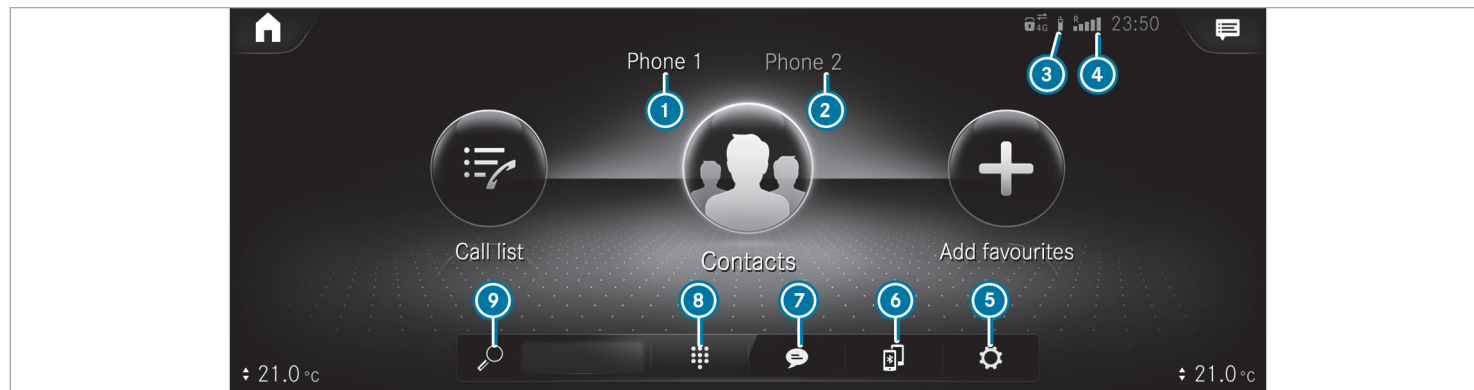 4G R 23:50
Phone 1 Phone 2
3 4
1 2
Call list Contacts Add favourites
9 8 7 6 5
21.0 °C 21.0 °C